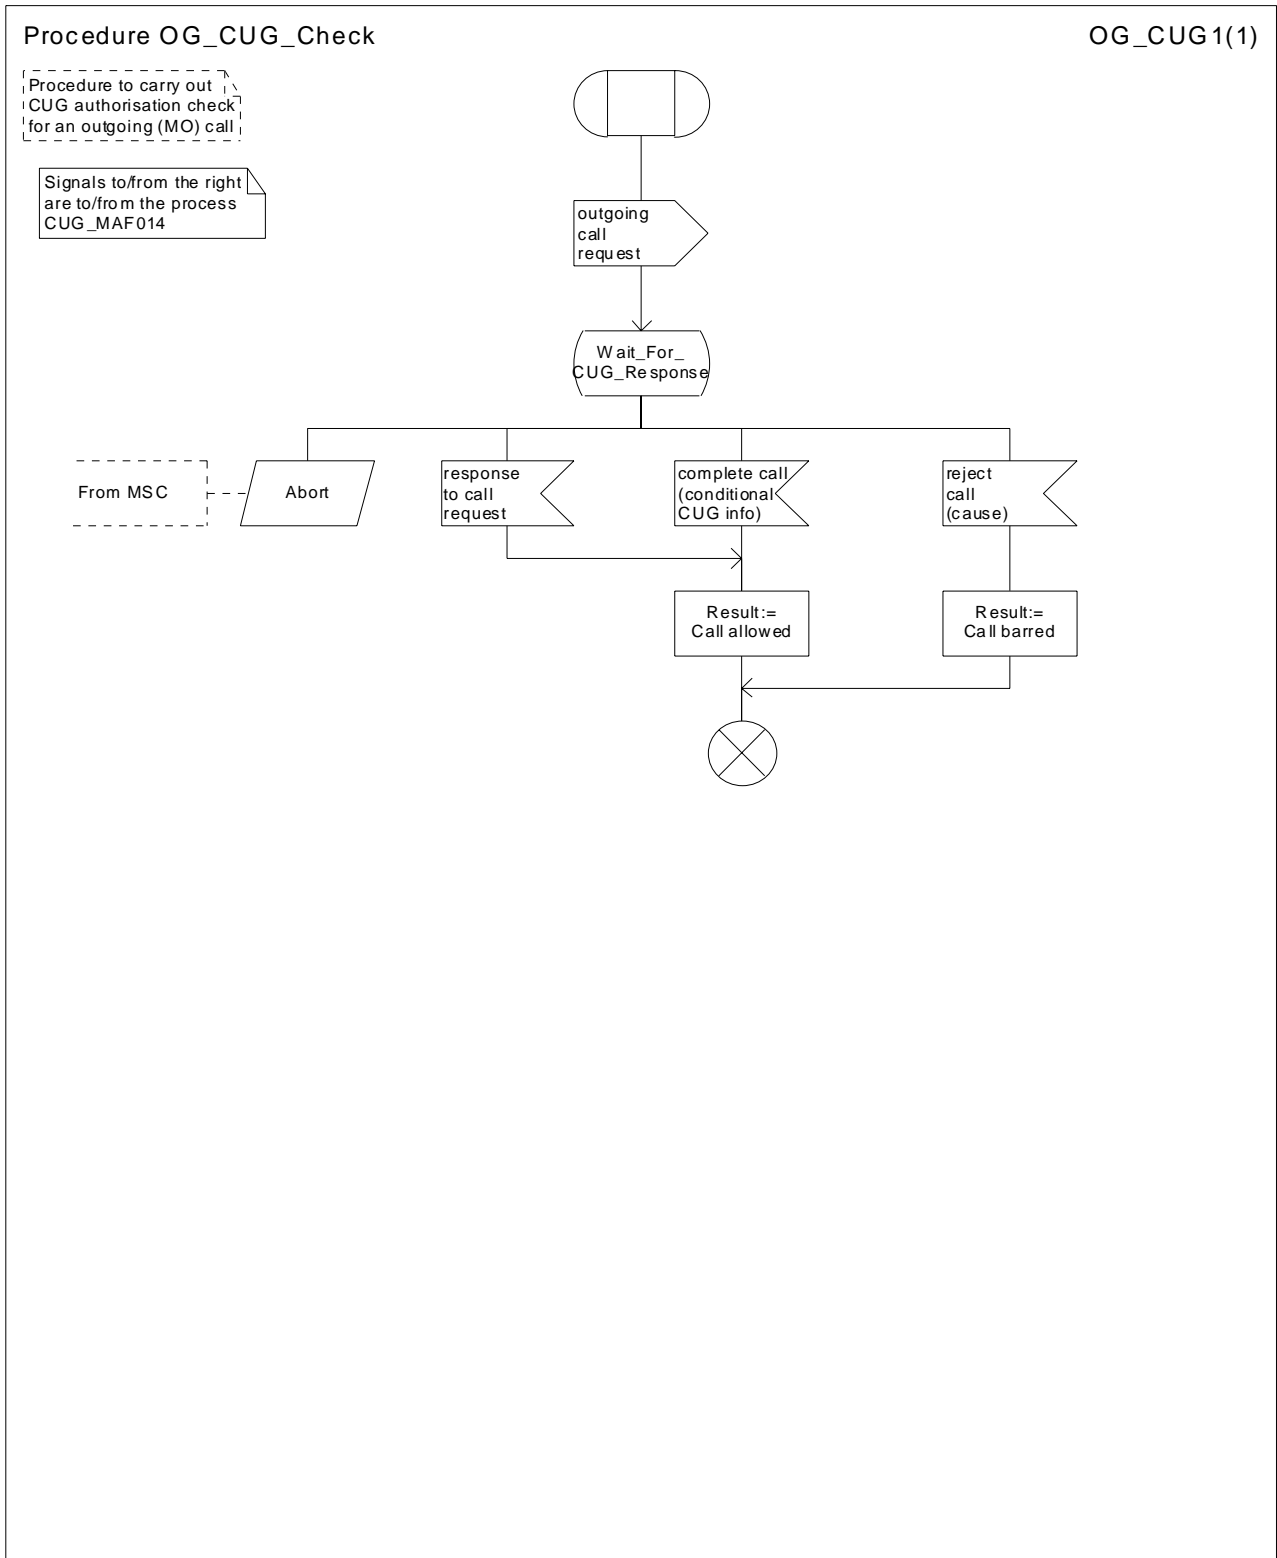 Procedure OG_CUG_Check
OG_CUG1(1)
Procedure to carry out
CUG authorisation check
for an outgoing (MO) call
Signals to/from the right
are to/from the process
CUG_MAF014
outgoing
call
request
Wait_For_
CUG_Response
From MSC
Abort
response
to call
request
complete call
(conditional
CUG info)
reject
call
(cause)
Result:=
Call allowed
Result:=
Call barred